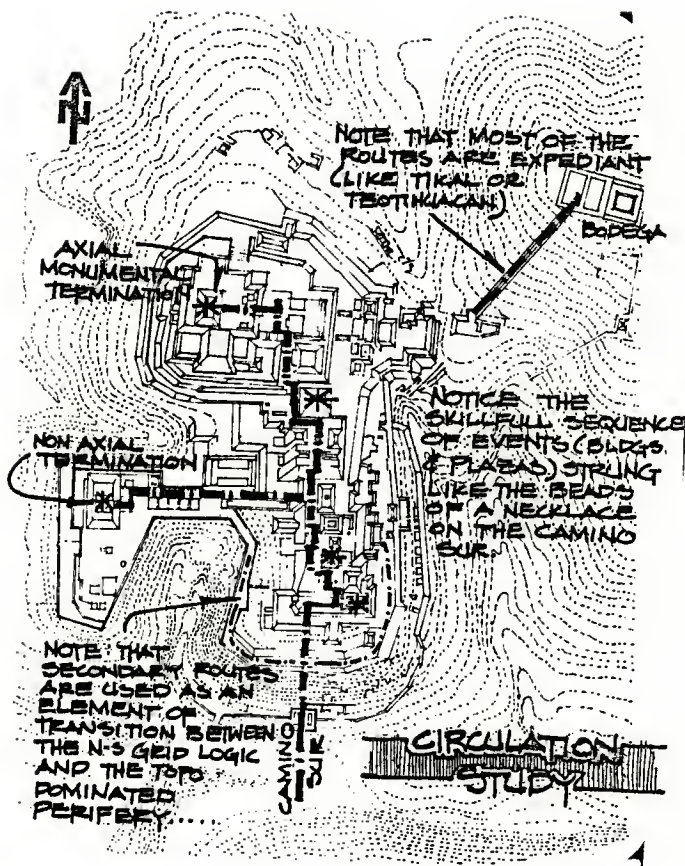 N
NOTE THAT MOST OF THE
ROUTES ARE EXPEDIANT
(LIKE TIKAL OR
TEOTIHUACAN)
BODEGA
AXIAL
MONUMENTAL
TERMINATION
NOTICE THE
SKILLFULL SEQUENCE
OF EVENTS (BLDGS.
& PLAZAS) STRUNG
LIKE THE BEADS
OF A NECKLACE
ON THE CAMINO
SUR.
NON AXIAL
TERMINATION
NOTE THAT
SECONDARY ROUTES
ARE USED AS AN
ELEMENT OF
TRANSITION BETWEEN
THE N-S GRID LOGIC
AND THE TOPO
DOMINATED
PERIFERY.....
CAMINO
SUR
CIRCULATION
STUDY